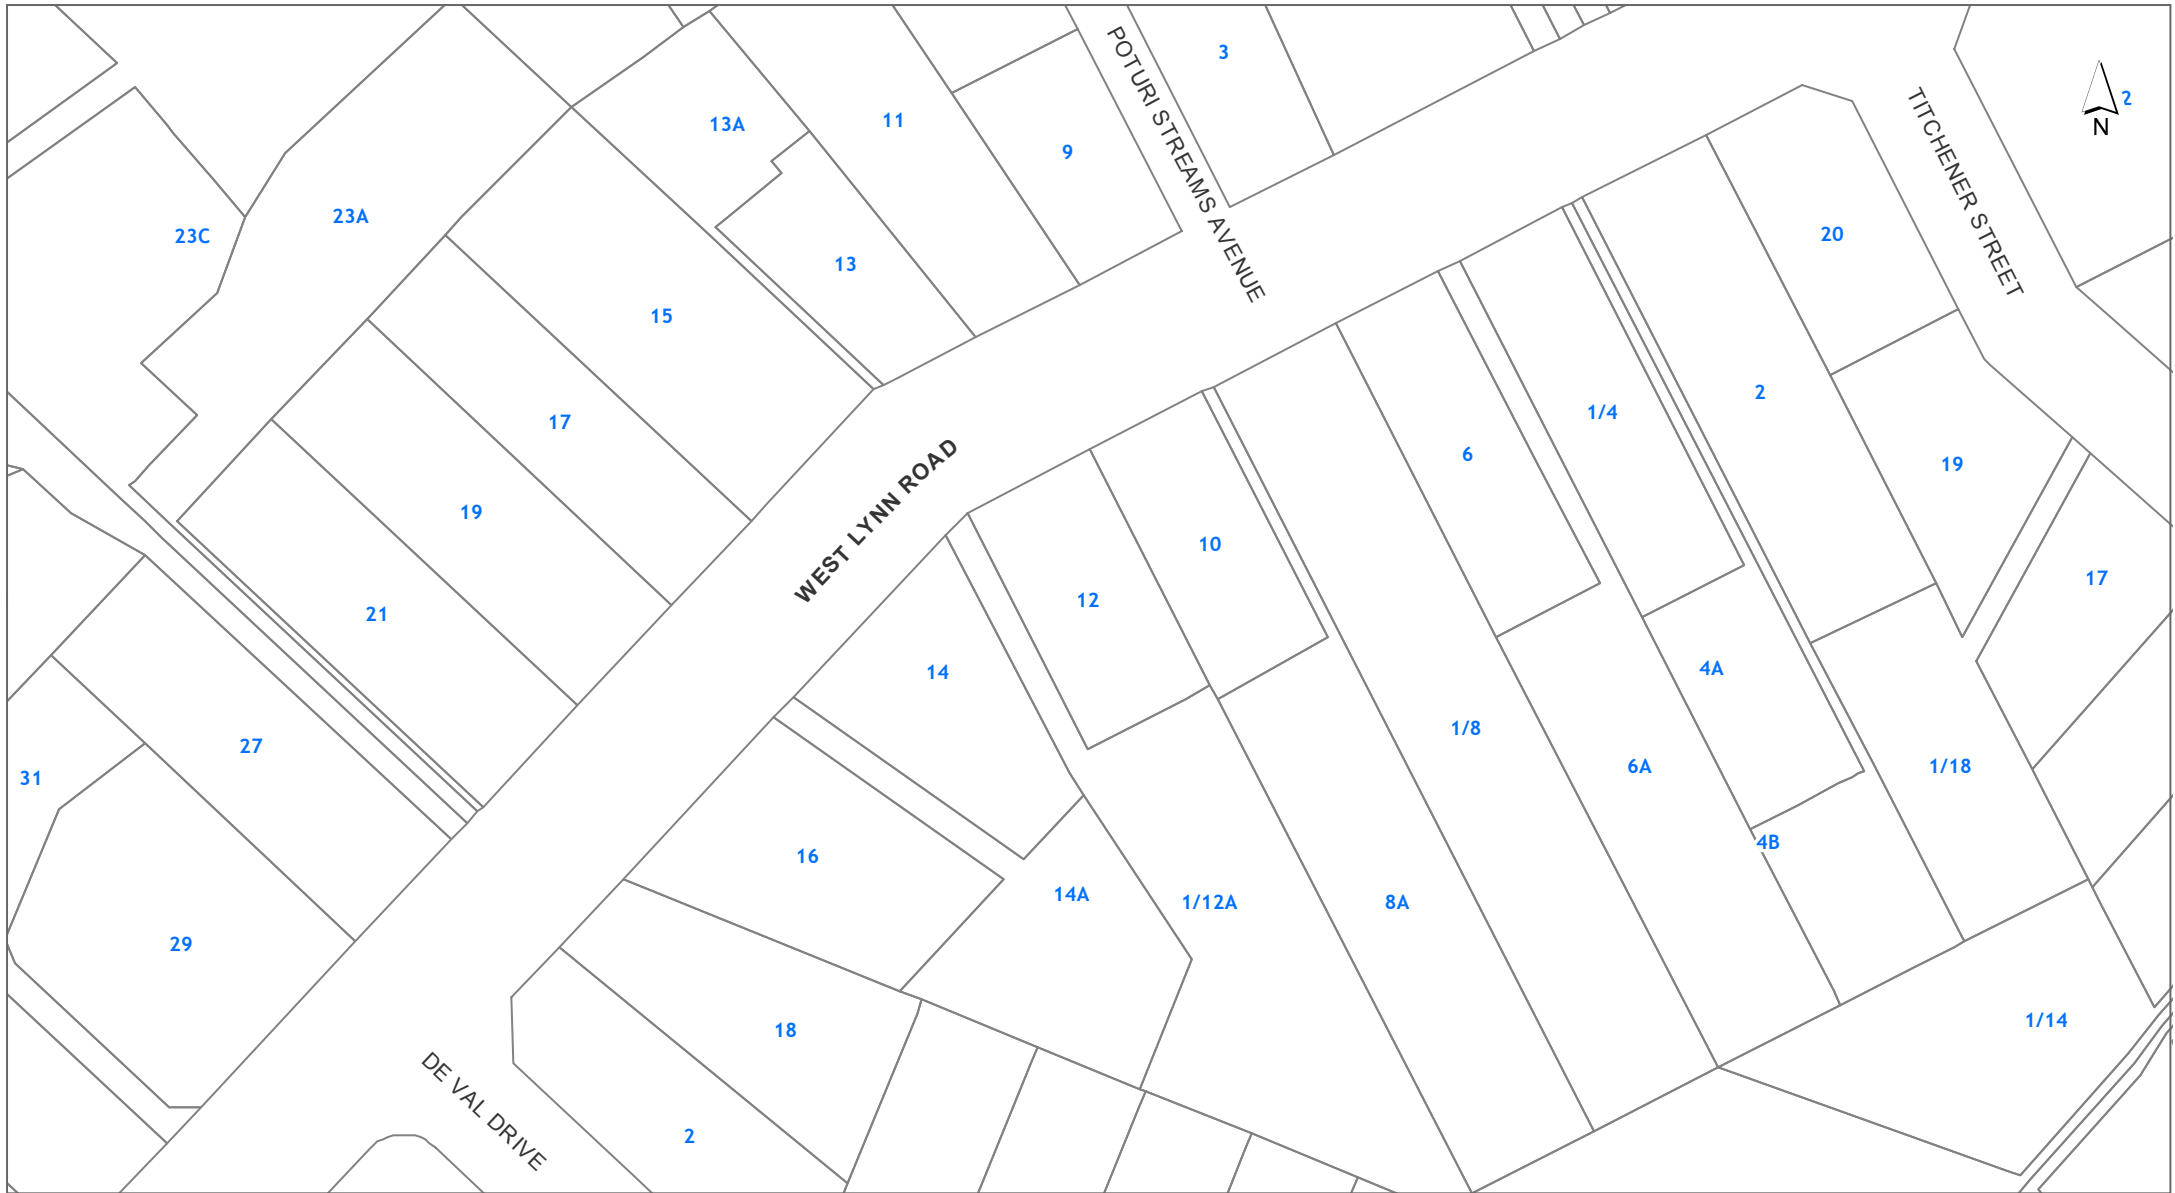 3
POTURI STREAMS AVENUE
TITCHENER STREET
2
N
13A
11
9
23C
23A
13
20
15
17
1/4
2
6
19
WEST LYNN ROAD
19
10
12
17
21
14
4A
27
31
1/8
6A
1/18
16
4B
14A
1/12A
8A
29
18
1/14
DE VAL DRIVE
2